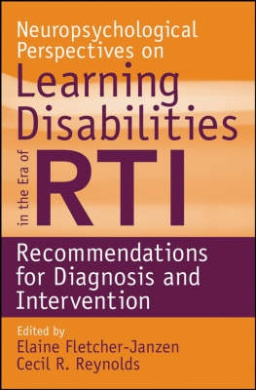 Neuropsychological
Perspectives on
Learning
Disabilities
in the Era of
RTI
Recommendations
for Diagnosis and
Intervention
Edited by
Elaine Fletcher-Janzen
Cecil R. Reynolds